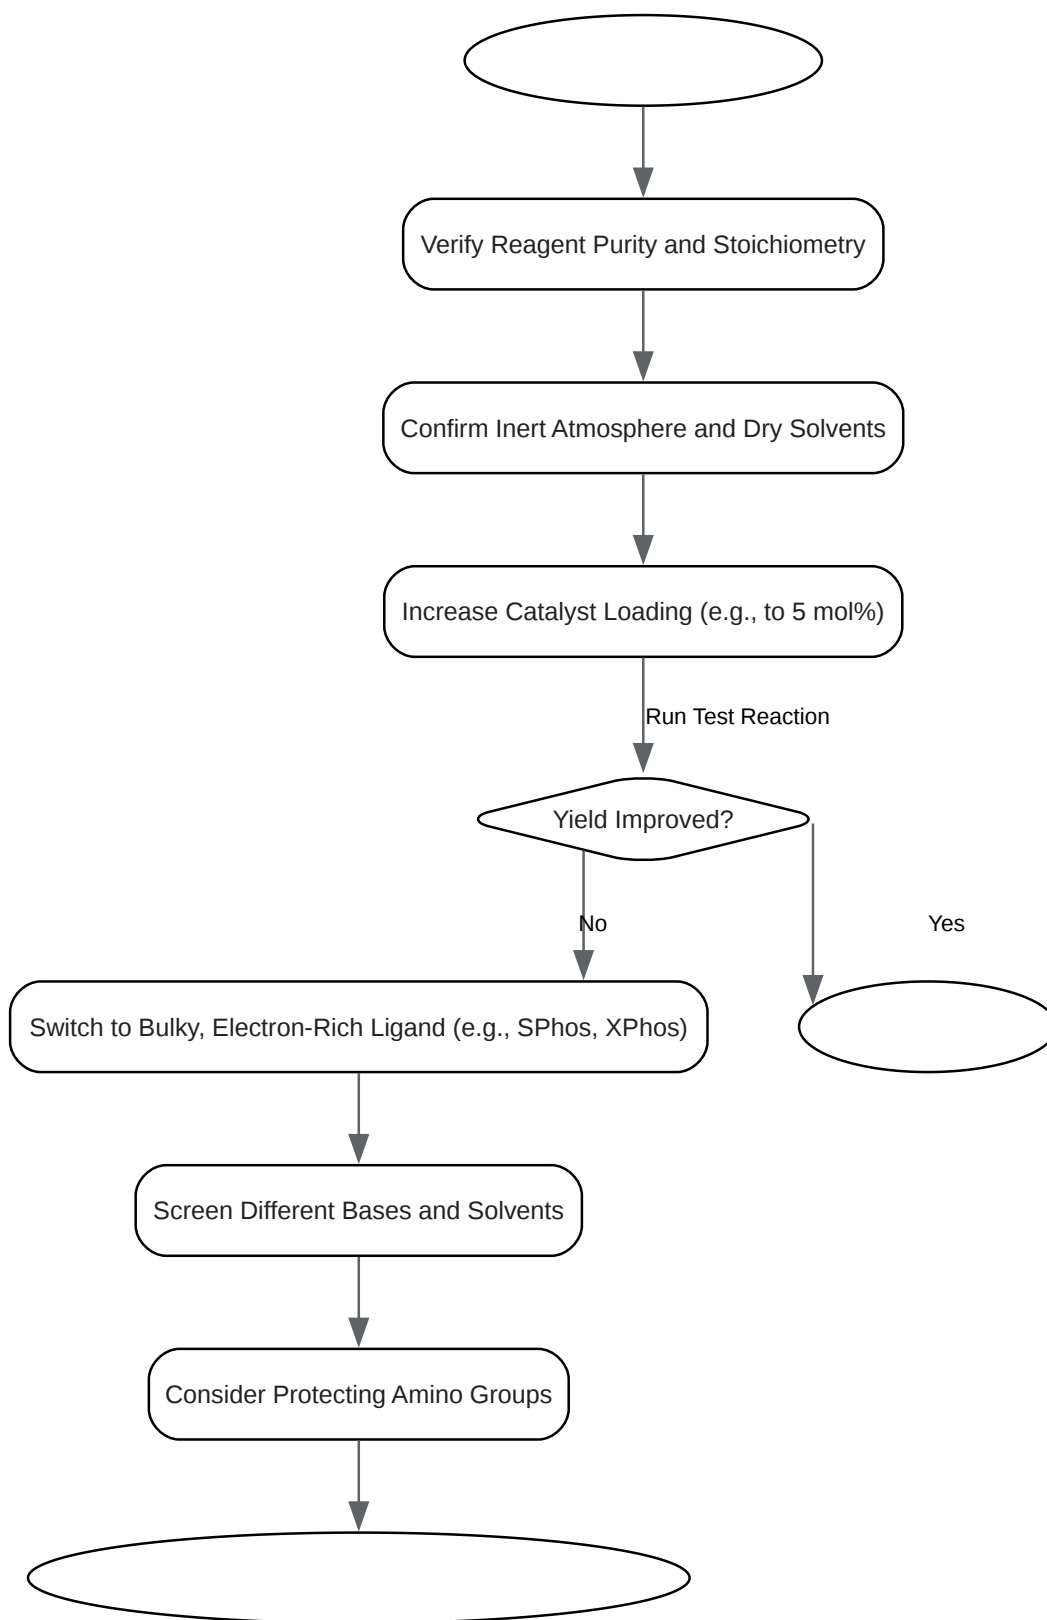 Verify Reagent Purity and Stoichiometry
Confirm Inert Atmosphere and Dry Solvents
Increase Catalyst Loading (e.g., to 5 mol%)
Run Test Reaction
Yield Improved?
No
Yes
Switch to Bulky, Electron-Rich Ligand (e.g., SPhos, XPhos)
Screen Different Bases and Solvents
Consider Protecting Amino Groups